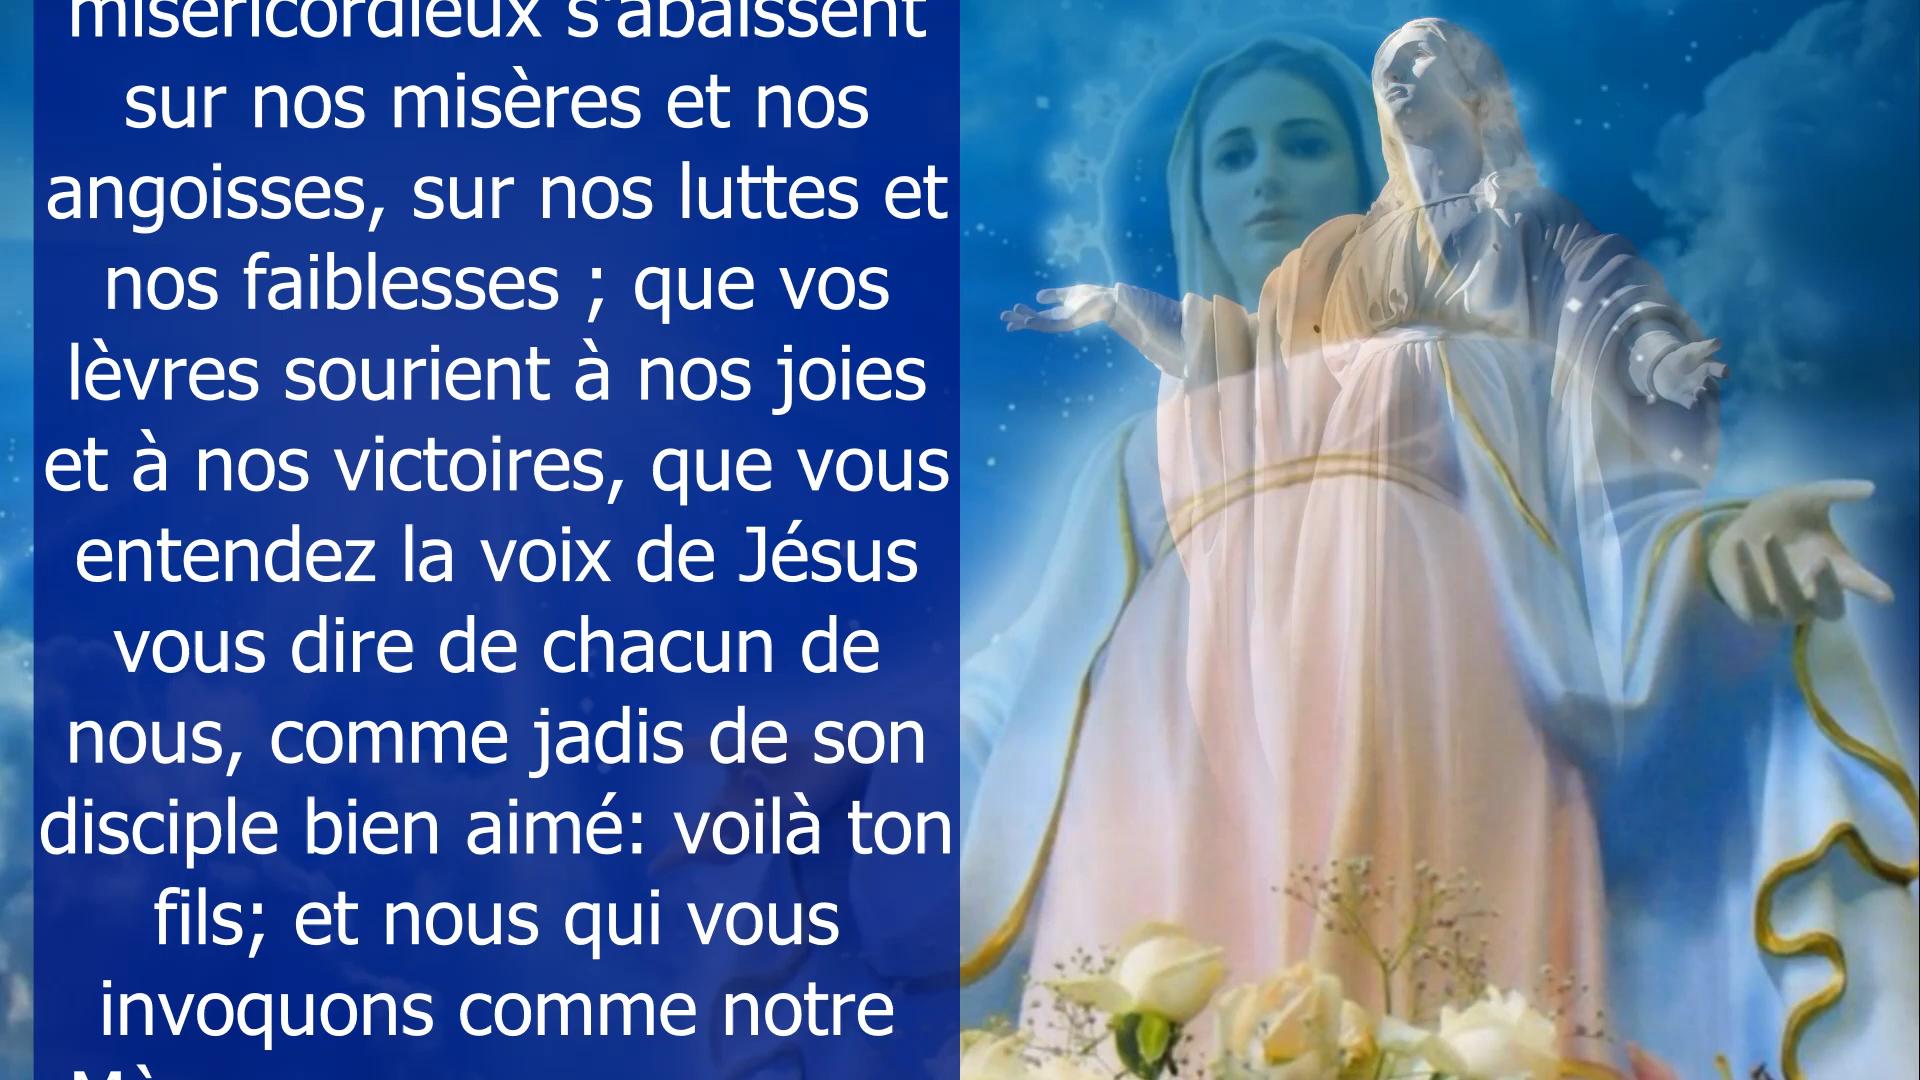 miséricordieux s'abaissent
sur nos misères et nos
angoisses, sur nos luttes et
nos faiblesses ; que vos
lèvres sourient à nos joies
et à nos victoires, que vous
entendez la voix de Jésus
vous dire de chacun de
nous, comme jadis de son
disciple bien aimé: voilà ton
fils; et nous qui vous
invoquons comme notre